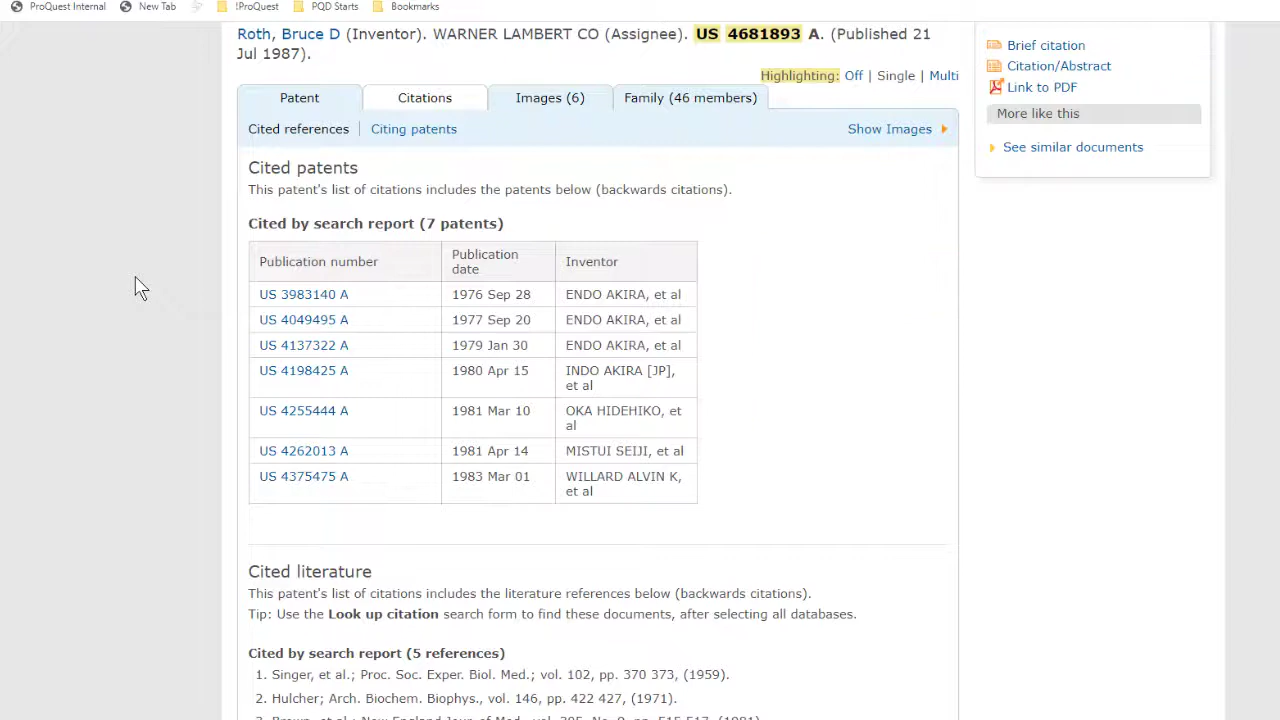 ProQuest Internal New Tab !ProQuest PQD Starts Bookmarks
Roth, Bruce D (Inventor). WARNER LAMBERT CO (Assignee). US 4681893 A. (Published 21
Jul 1987).
Highlighting: Off | Single | Multi
Patent Citations Images (6) Family (46 members)
Cited references Citing patents Show Images
Cited patents
This patent's list of citations includes the patents below (backwards citations).
Cited by search report (7 patents)
Publication number Publication date Inventor
US 3983140 A 1976 Sep 28 ENDO AKIRA, et al
US 4049495 A 1977 Sep 20 ENDO AKIRA, et al
US 4137322 A 1979 Jan 30 ENDO AKIRA, et al
US 4198425 A 1980 Apr 15 INDO AKIRA [JP], et al
US 4255444 A 1981 Mar 10 OKA HIDEHIKO, et al
US 4262013 A 1981 Apr 14 MISTUI SEIJI, et al
US 4375475 A 1983 Mar 01 WILLARD ALVIN K, et al
Cited literature
This patent's list of citations includes the literature references below (backwards citations).
Tip: Use the Look up citation search form to find these documents, after selecting all databases.
Cited by search report (5 references)
1. Singer, et al.; Proc. Soc. Exper. Biol. Med.; vol. 102, pp. 370 373, (1959).
2. Hulcher; Arch. Biochem. Biophys., vol. 146, pp. 422 427, (1971).
Brief citation
Citation/Abstract
Link to PDF
More like this
See similar documents